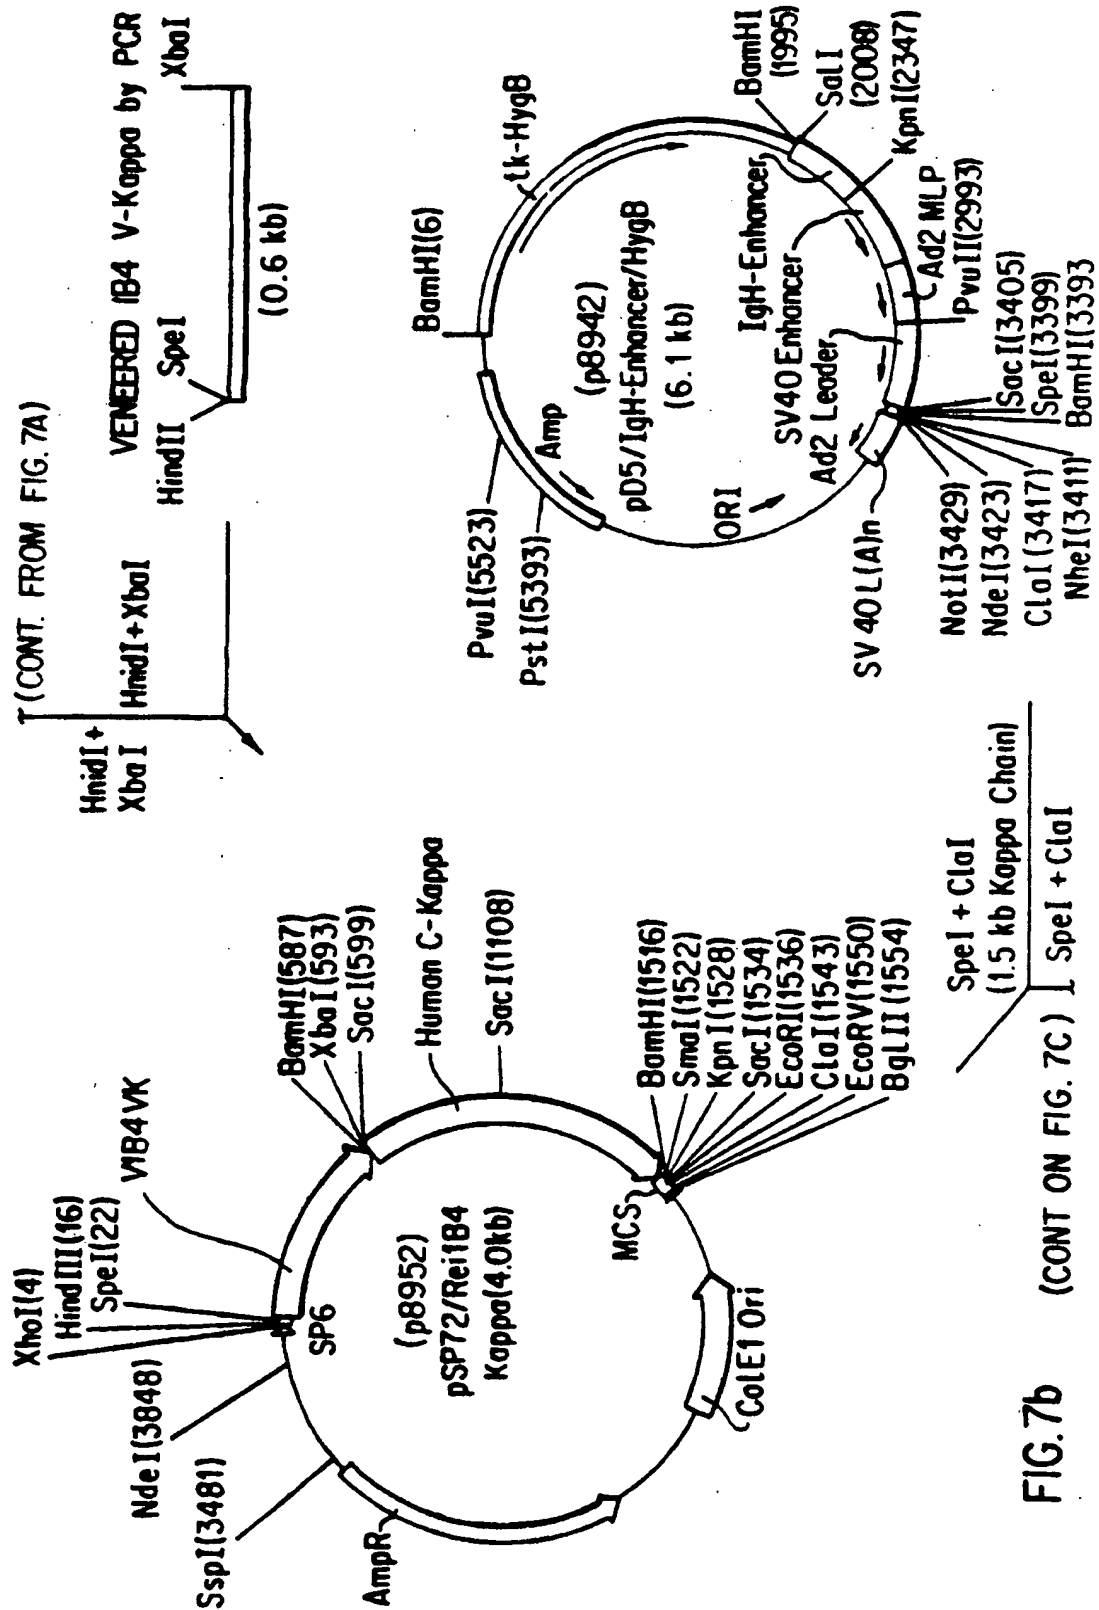 (CONT. FROM FIG. 7A)
HnidI+
XbaI
HnidI+XbaI
VENEERED 1B4 V-Kappa by PCR
HindII
SpeI
XbaI
(0.6 kb)
XhoI(4)
HindIII(16)
SpeI(22)
V1B4VK
NdeI(3848)
SspI(3481)
SP6
AmpR
(p8952)
pSP72/Rei1B4
Kappa(4.0kb)
BamHI(587)
XbaI(593)
SacI(599)
Human C-Kappa
SacI(1108)
MCS
ColE1 Ori
BamHI(1516)
SmaI(1522)
KpnI(1528)
SacI(1534)
EcoRI(1536)
ClaI(1543)
EcoRV(1550)
BglII(1554)
BamHI(6)
tk-HygB
PvuI(5523)
PstI(5393)
Amp
(p8942)
pD5/IgH-Enhancer/HygB
(6.1 kb)
IgH-Enhancer
SV40 Enhancer
Ad2 Leader
ORI
BamHI
(1995)
SalI
(2008)
KpnI(2347)
Ad2 MLP
PvuII(2993)
SacI(3405)
SpeI(3399)
BamHI(3393
SV40L(A)n
NotI(3429)
NdeI(3423)
ClaI(3417)
NheI(3411)
SpeI + ClaI
(1.5 kb Kappa Chain)
SpeI + ClaI
(CONT ON FIG. 7C)
FIG. 7b